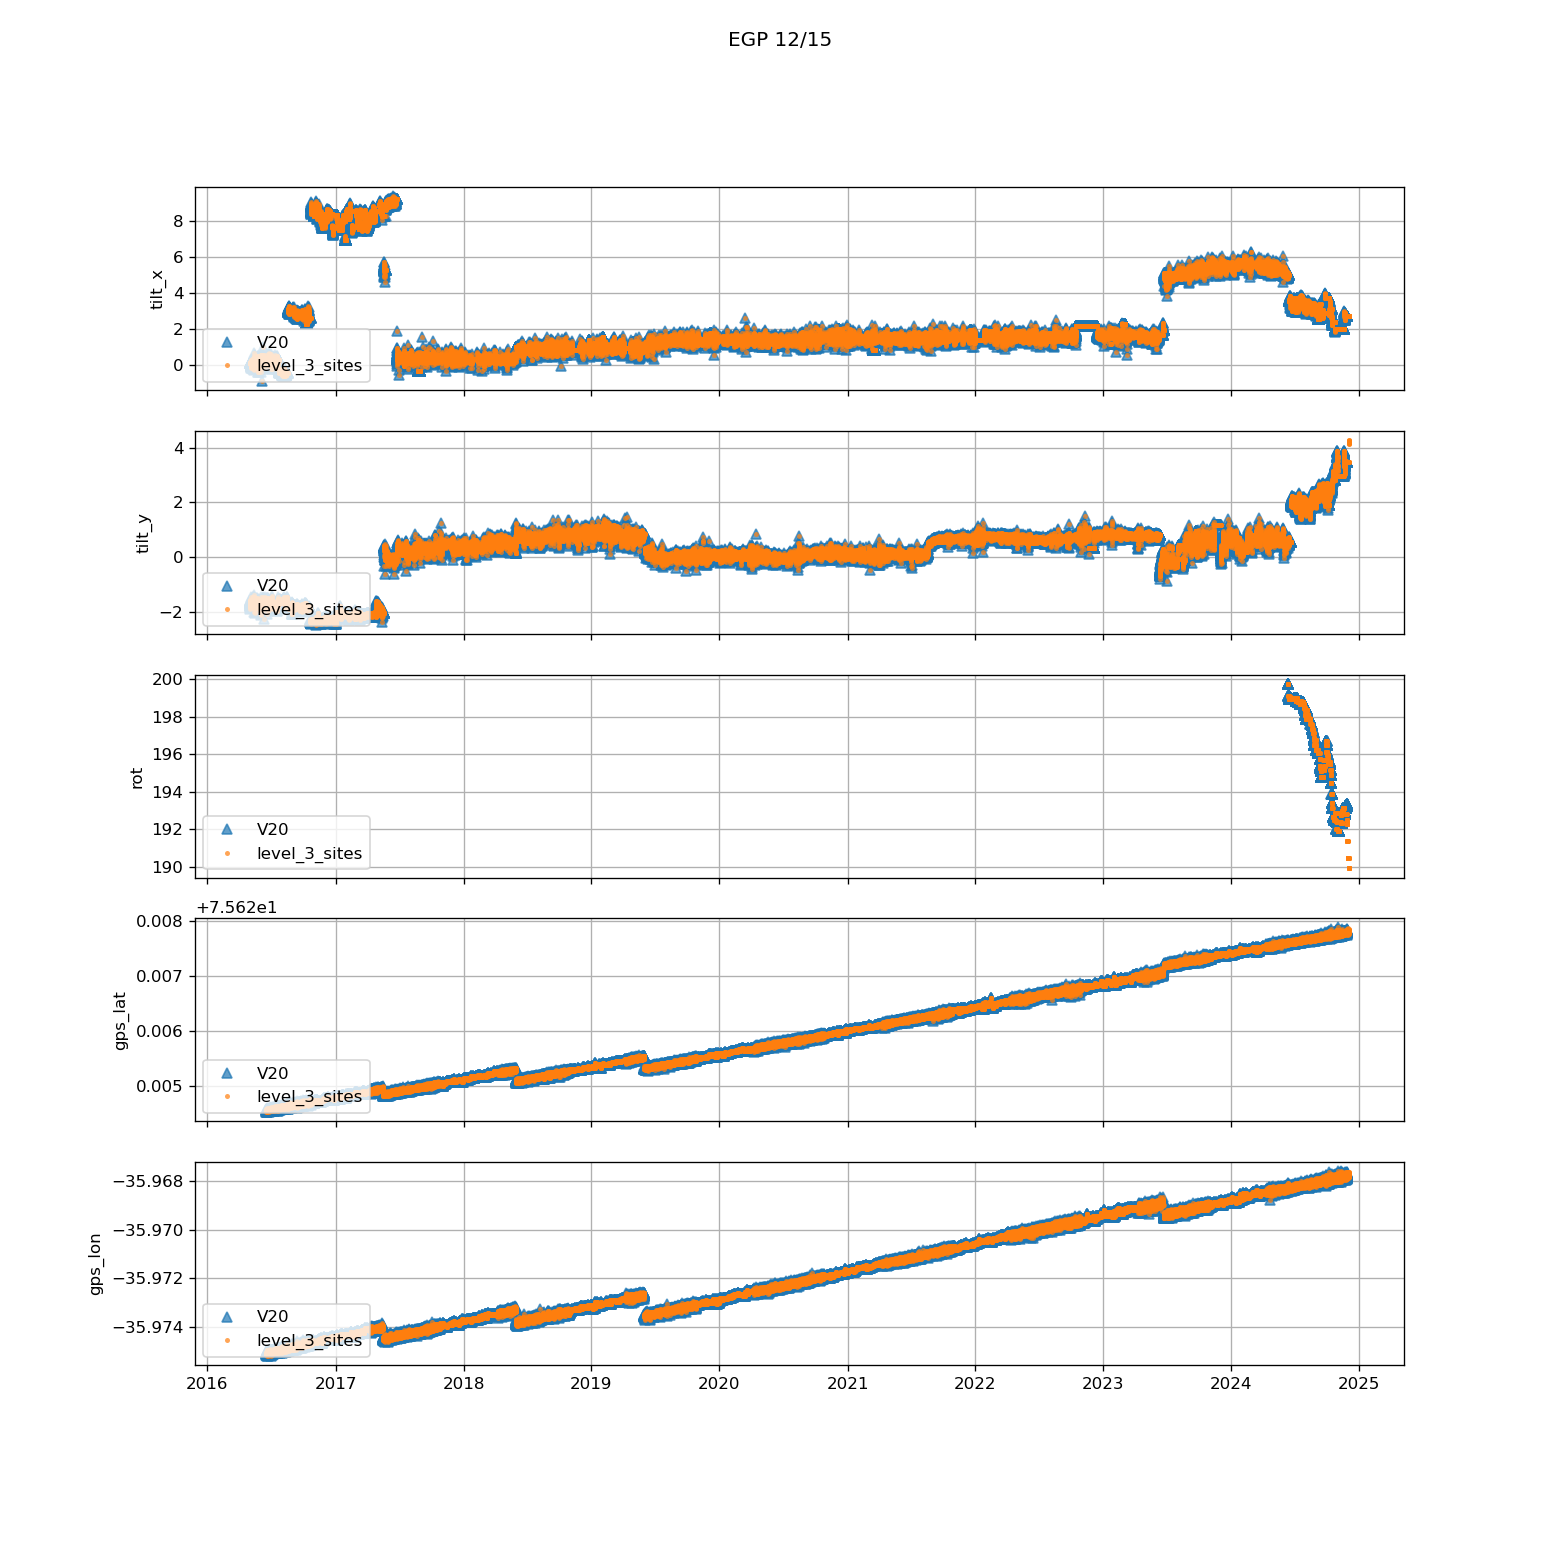 EGP 12/15
8
6
4
2
0
tilt_x
V20
level_3_sites
4
2
0
−2
tilt_y
V20
level_3_sites
200
198
196
194
192
190
rot
V20
level_3_sites
+7.562e1
0.008
0.007
0.006
0.005
gps_lat
V20
level_3_sites
−35.968
−35.970
−35.972
−35.974
gps_lon
V20
level_3_sites
2016 2017 2018 2019 2020 2021 2022 2023 2024 2025